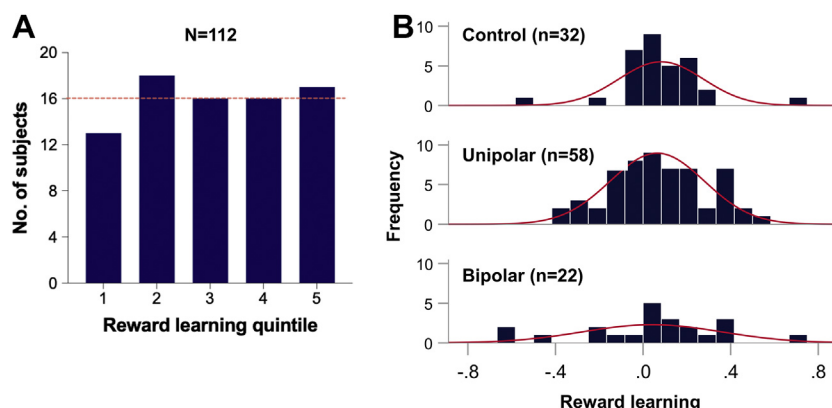 A
N=112
No. of subjects
20
16
12
8
4
0
1 2 3 4 5
Reward learning quintile
B
Frequency
Control (n=32)
10
5
0
Unipolar (n=58)
10
5
0
Bipolar (n=22)
10
5
0
-.8 -.4 .0 .4 .8
Reward learning